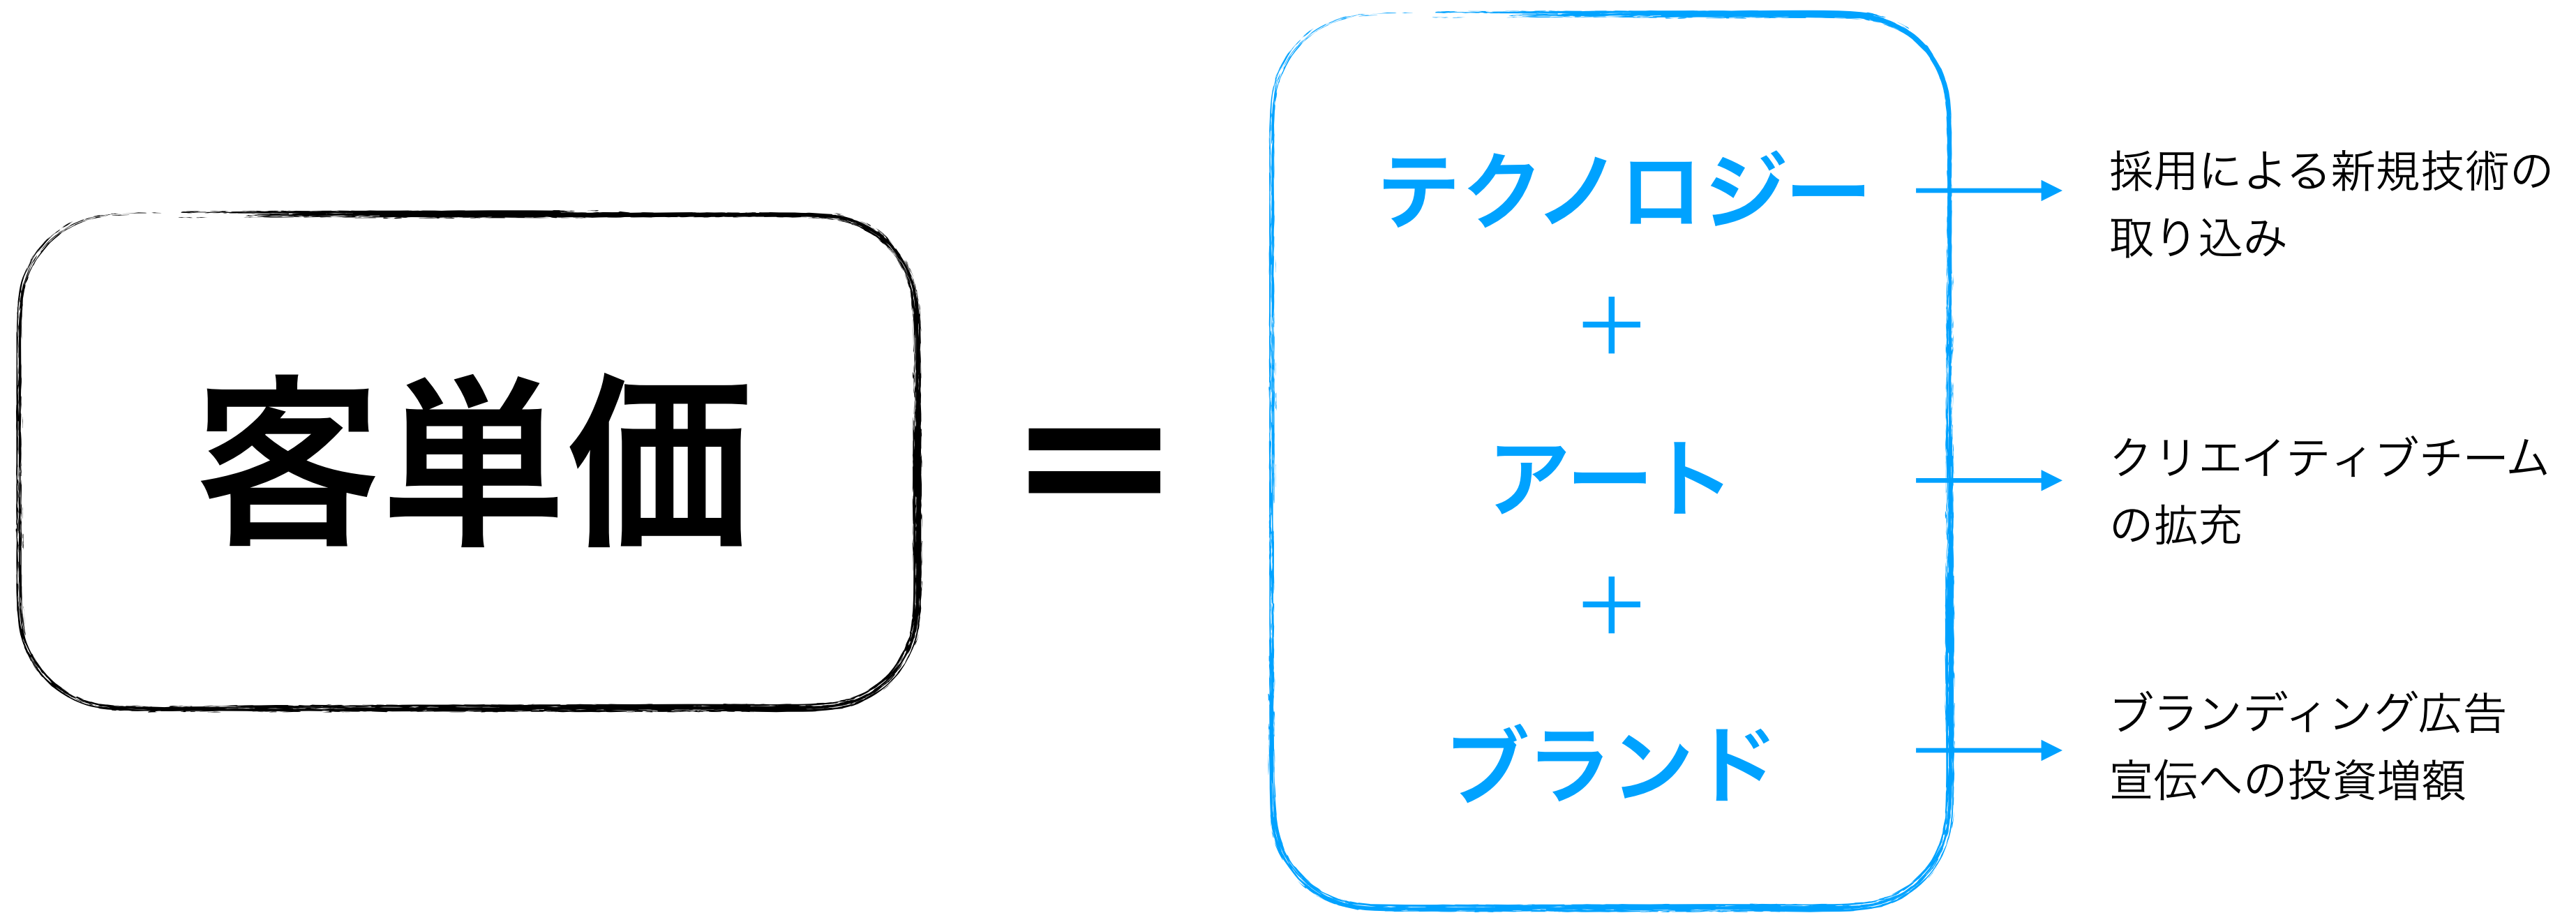 客単価
=
テクノロジー
+
アート
+
ブランド
採用による新規技術の
取り込み
クリエイティブチーム
の拡充
ブランディング広告
宣伝への投資増額